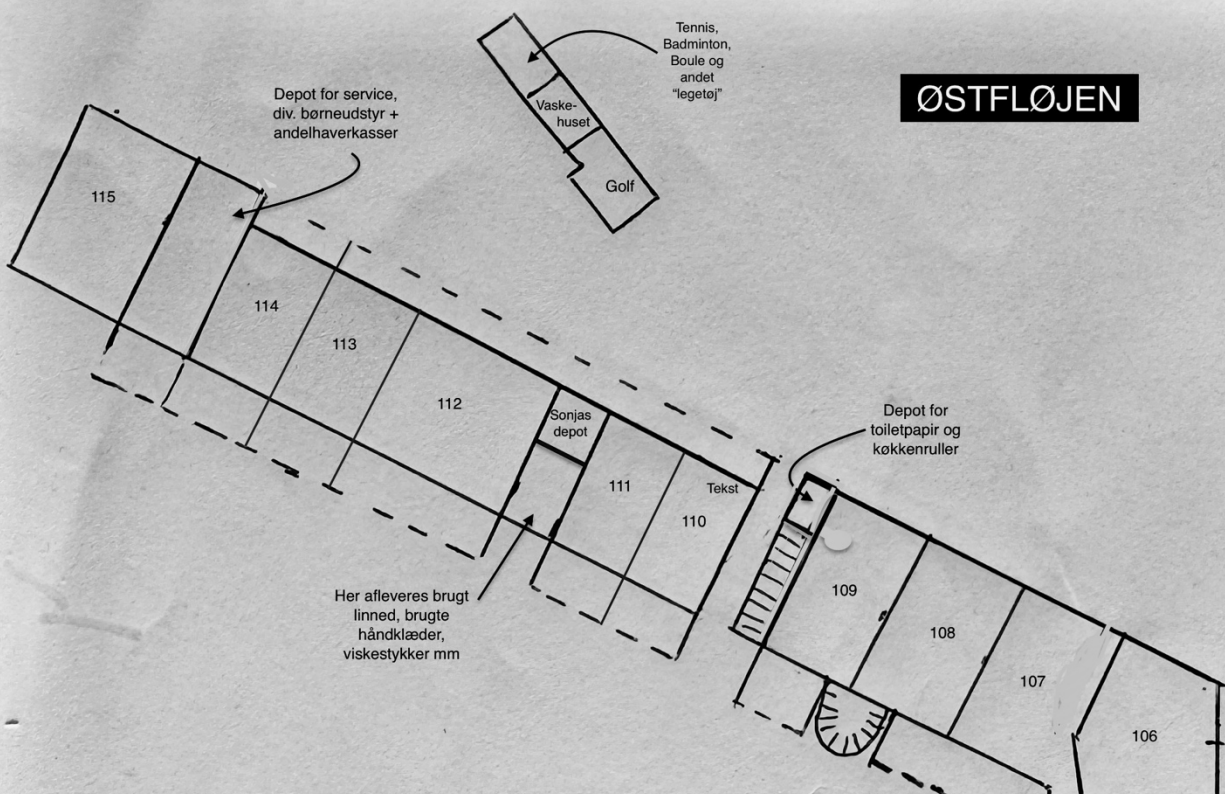 Tennis,
Badminton,
Boule og
andet
"legetøj"
ØSTFLØJEN
Depot for service,
div. børneudstyr +
andelhaverkasser
Vaske-
huset
Golf
115
114
113
112
Sonjas
depot
111
Tekst
110
Depot for
toiletpapir og
køkkenruller
Her afleveres brugt
linned, brugte
håndklæder,
viskestykker mm
109
108
107
106